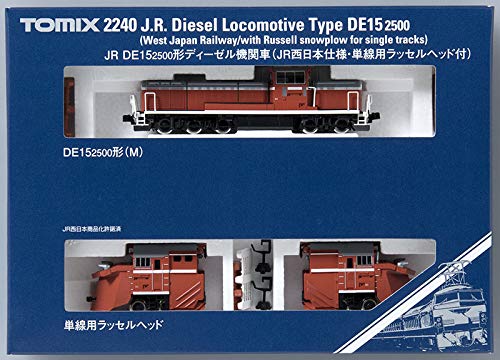 TOMIX 2240 J.R. Diesel Locomotive Type DE15 2500
(West Japan Railway/with Russell snowplow for single tracks)
JR DE15 2500形ディーゼル機関車(JR西日本仕様・単線用ラッセルヘッド付)
DE15 2500形(M)
JR西日本商品化許諾済
単線用ラッセルヘッド